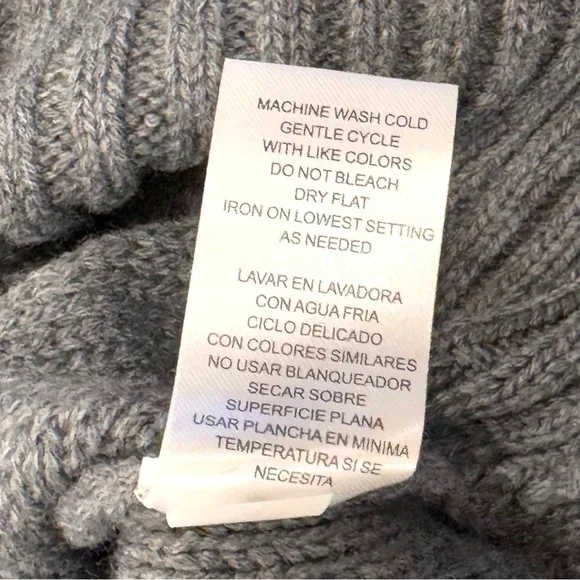 MACHINE WASH COLD
GENTLE CYCLE
WITH LIKE COLORS
DO NOT BLEACH
DRY FLAT
IRON ON LOWEST SETTING
AS NEEDED
LAVAR EN LAVADORA
CON AGUA FRIA
CICLO DELICADO
CON COLORES SIMILARES
NO USAR BLANQUEADOR
SECAR SOBRE
SUPERFICIE PLANA
USAR PLANCHA EN MINIMA
TEMPERATURA SI SE
NECESITA